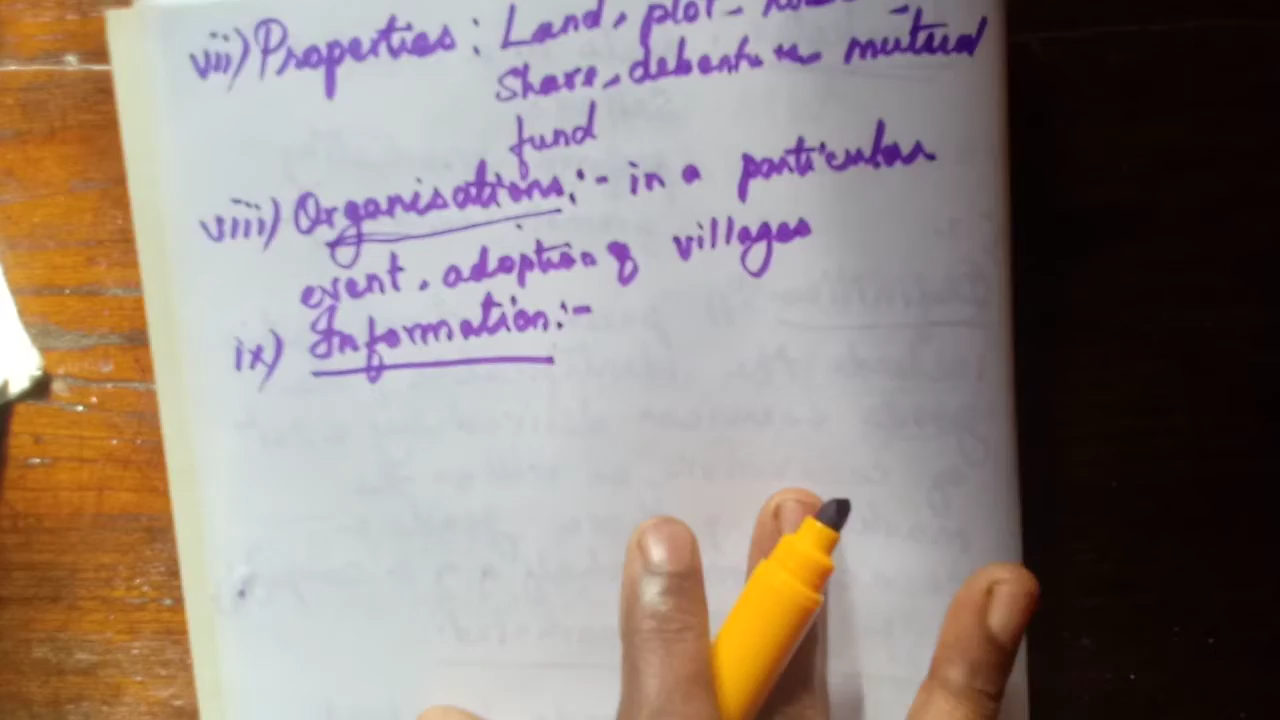 vii) Properties: Land, plot-
Share, debenture mutual
fund
viii) Organisations:- in a particular
event, adoption of villages
ix) Information:-